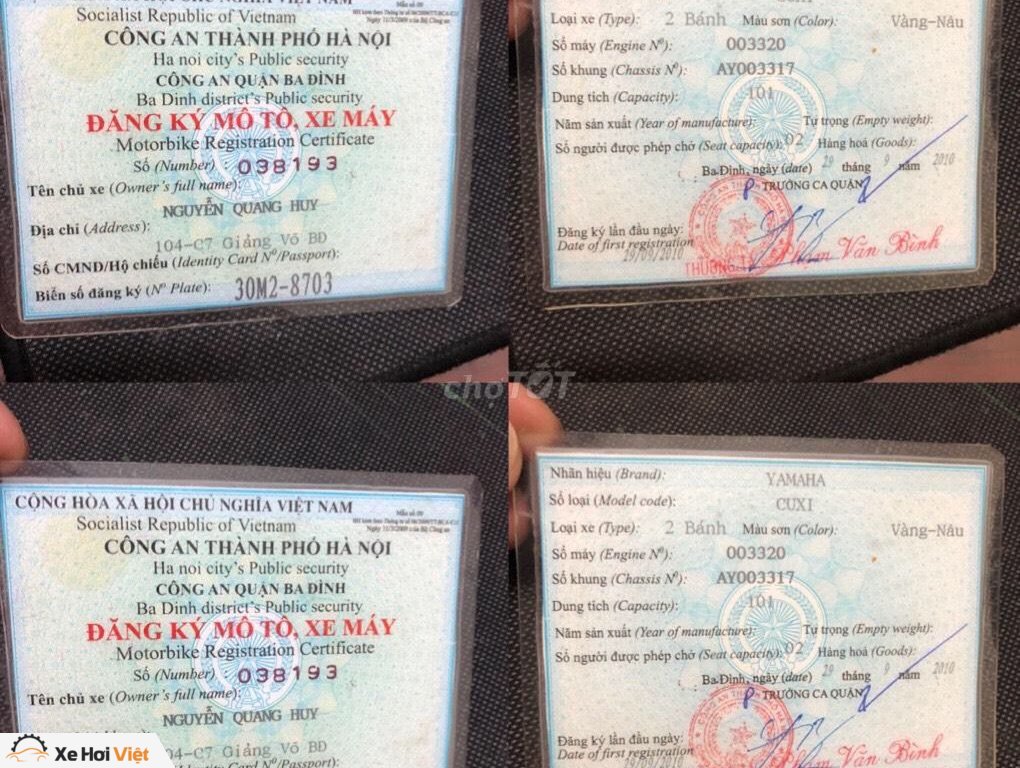 CHỦ NGHĨA VIỆT NAM
Socialist Republic of Vietnam
CÔNG AN THÀNH PHỐ HÀ NỘI
Ha noi city's Public security
CÔNG AN QUẬN BA ĐÌNH
Ba Dinh district's Public security
ĐĂNG KÝ MÔ TÔ, XE MÁY
Motorbike Registration Certificate
Số (Number) : 038193
Tên chủ xe (Owner's full name):
NGUYỄN QUANG HUY
Địa chỉ (Address):
104-C7 Giảng Võ BĐ
Số CMND/Hộ chiếu (Identity Card Nº/Passport):
Biển số đăng ký (Nº Plate): 30M2-8703
CUXI
Loại xe (Type): 2 Bánh Màu sơn (Color): Vàng-Nâu
Số máy (Engine Nº): 003320
Số khung (Chassis Nº): AY003317
Dung tích (Capacity): 101
Năm sản xuất (Year of manufacture): Tự trọng (Empty weight):
Số người được phép chở (Seat capacity): 02 Hàng hoá (Goods):
Ba Đình, ngày (date) 29 tháng 9 năm 2010
TRƯỞNG CA QUẬN
Đăng ký lần đầu ngày:
Date of first registration
29/09/2010
Phạm Văn Bình
chợTỐT
CỘNG HÒA XÃ HỘI CHỦ NGHĨA VIỆT NAM
Socialist Republic of Vietnam
CÔNG AN THÀNH PHỐ HÀ NỘI
Ha noi city's Public security
CÔNG AN QUẬN BA ĐÌNH
Ba Dinh district's Public security
ĐĂNG KÝ MÔ TÔ, XE MÁY
Motorbike Registration Certificate
Số (Number) : 038193
Tên chủ xe (Owner's full name):
NGUYỄN QUANG HUY
104-C7 Giảng Võ BĐ
Card Nº/Passport):
Nhãn hiệu (Brand): YAMAHA
Số loại (Model code): CUXI
Loại xe (Type): 2 Bánh Màu sơn (Color): Vàng-Nâu
Số máy (Engine Nº): 003320
Số khung (Chassis Nº): AY003317
Dung tích (Capacity): 101
Năm sản xuất (Year of manufacture): Tự trọng (Empty weight):
Số người được phép chở (Seat capacity): 02 Hàng hoá (Goods):
Ba Đình, ngày (date) 29 tháng 9 năm 2010
TRƯỞNG CA QUẬN
Đăng ký lần đầu ngày:
Date of first registration
29/09/2010
Phạm Văn Bình
Xe Hơi Việt